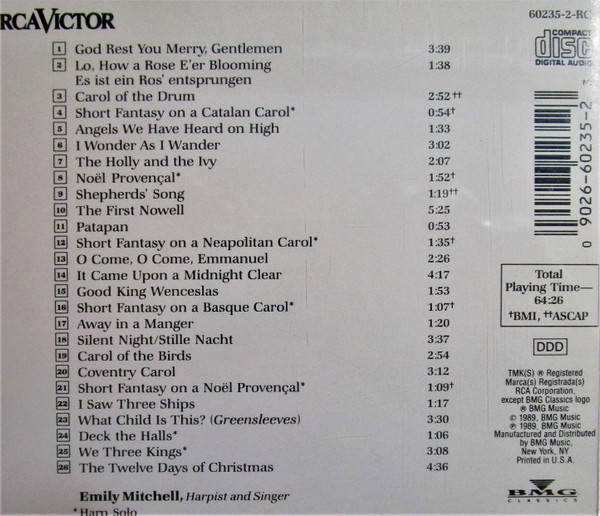 RCAVICTOR
60235-2-RC
COMPACT
disc
DIGITAL AUDIO
1 God Rest You Merry, Gentlemen 3:39
2 Lo, How a Rose E'er Blooming 1:38
Es ist ein Ros' entsprungen
3 Carol of the Drum 2:52 ††
4 Short Fantasy on a Catalan Carol* 0:54†
5 Angels We Have Heard on High 1:33
6 I Wonder As I Wander 3:02
7 The Holly and the Ivy 2:07
8 Noël Provençal* 1:52†
9 Shepherds' Song 1:19††
10 The First Nowell 5:25
11 Patapan 0:53
12 Short Fantasy on a Neapolitan Carol* 1:35†
13 O Come, O Come, Emmanuel 2:26
14 It Came Upon a Midnight Clear 4:17
15 Good King Wenceslas 1:53
16 Short Fantasy on a Basque Carol* 1:07†
17 Away in a Manger 1:20
18 Silent Night/Stille Nacht 3:37
19 Carol of the Birds 2:54
20 Coventry Carol 3:12
21 Short Fantasy on a Noël Provençal* 1:09†
22 I Saw Three Ships 1:17
23 What Child Is This? (Greensleeves) 3:30
24 Deck the Halls* 1:06
25 We Three Kings* 3:08
26 The Twelve Days of Christmas 4:36
Emily Mitchell, Harpist and Singer
*Harp Solo
0 9026-60235-2
Total
Playing Time—
64:26
†BMI, ††ASCAP
DDD
TMK(S) ® Registered
Marca(s) Registrada(s)
RCA Corporation,
except BMG Classics logo
® BMG Music
© 1989, BMG Music
℗ 1989, BMG Music
Manufactured and Distributed
by BMG Music,
New York, NY
Printed in U.S.A.
BMG
CLASSICS